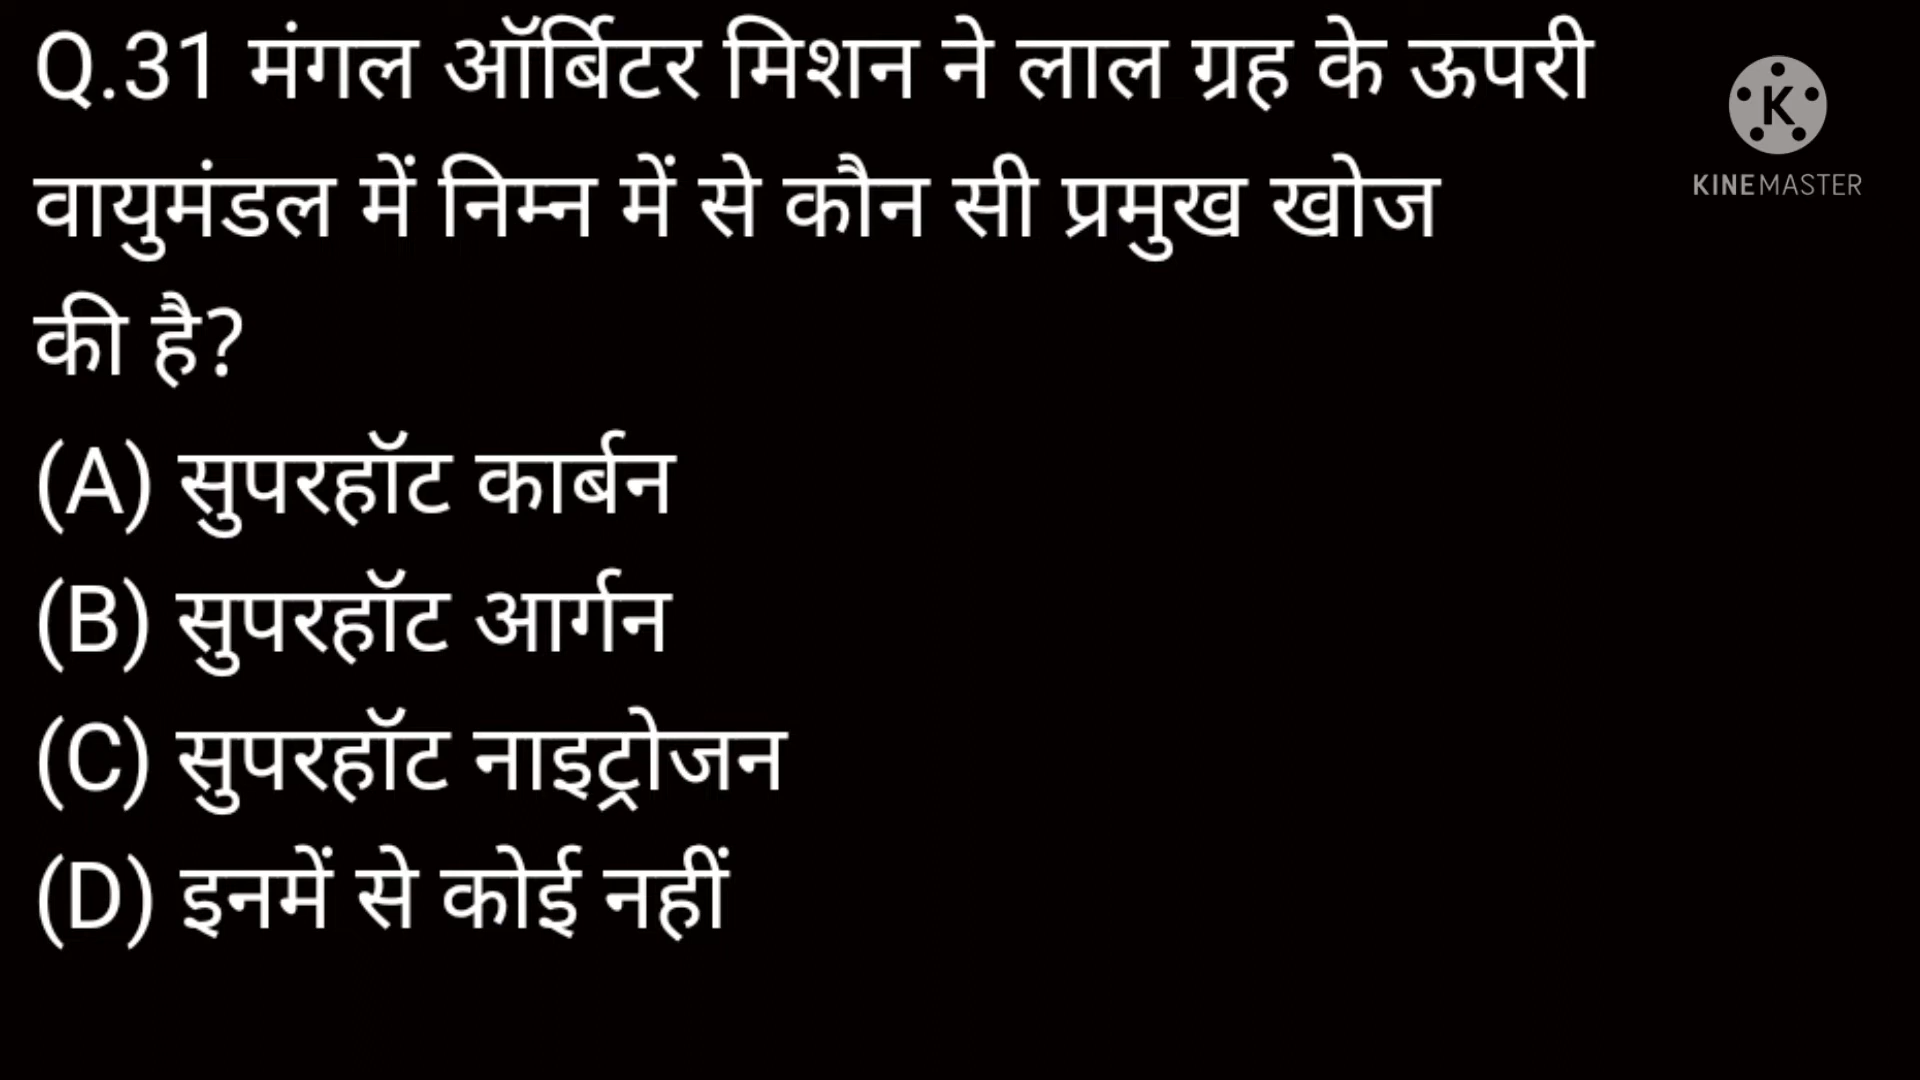 Q.31 मंगल ऑर्बिटर मिशन ने लाल ग्रह के ऊपरी
वायुमंडल में निम्न में से कौन सी प्रमुख खोज
की है?
(A) सुपरहॉट कार्बन
(B) सुपरहॉट आर्गन
(C) सुपरहॉट नाइट्रोजन
(D) इनमें से कोई नहीं
K
KINEMASTER